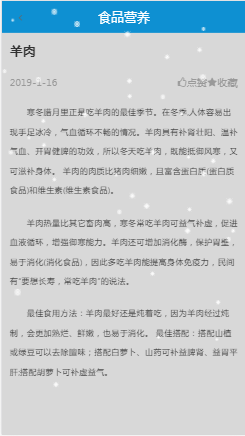 食品营养
羊肉
2019-1-16 点赞 收藏
寒冬腊月里正是吃羊肉的最佳季节。在冬季,人体容易出
现手足冰冷，气血循环不畅的情况。羊肉具有补肾壮阳、温补
气血、开胃健脾的功效，所以冬天吃羊肉，既能抵御风寒，又
可滋补身体。 羊肉的肉质比猪肉细嫩，且富含蛋白质(蛋白质
食品)和维生素(维生素食品)。
羊肉热量比其它畜肉高，寒冬常吃羊肉可益气补虚，促进
血液循环，增强御寒能力。羊肉还可增加消化酶，保护胃壁，
易于消化(消化食品)，因此多吃羊肉能提高身体免疫力，民间
有“要想长寿，常吃羊肉”的说法。
最佳食用方法：羊肉最好还是炖着吃，因为羊肉经过炖
制，会更加熟烂、鲜嫩，也易于消化。 最佳搭配：搭配山楂
或绿豆可以去除膻味；搭配白萝卜、山药可补益脾肾、益肾平
肝;搭配胡萝卜可补虚益气。